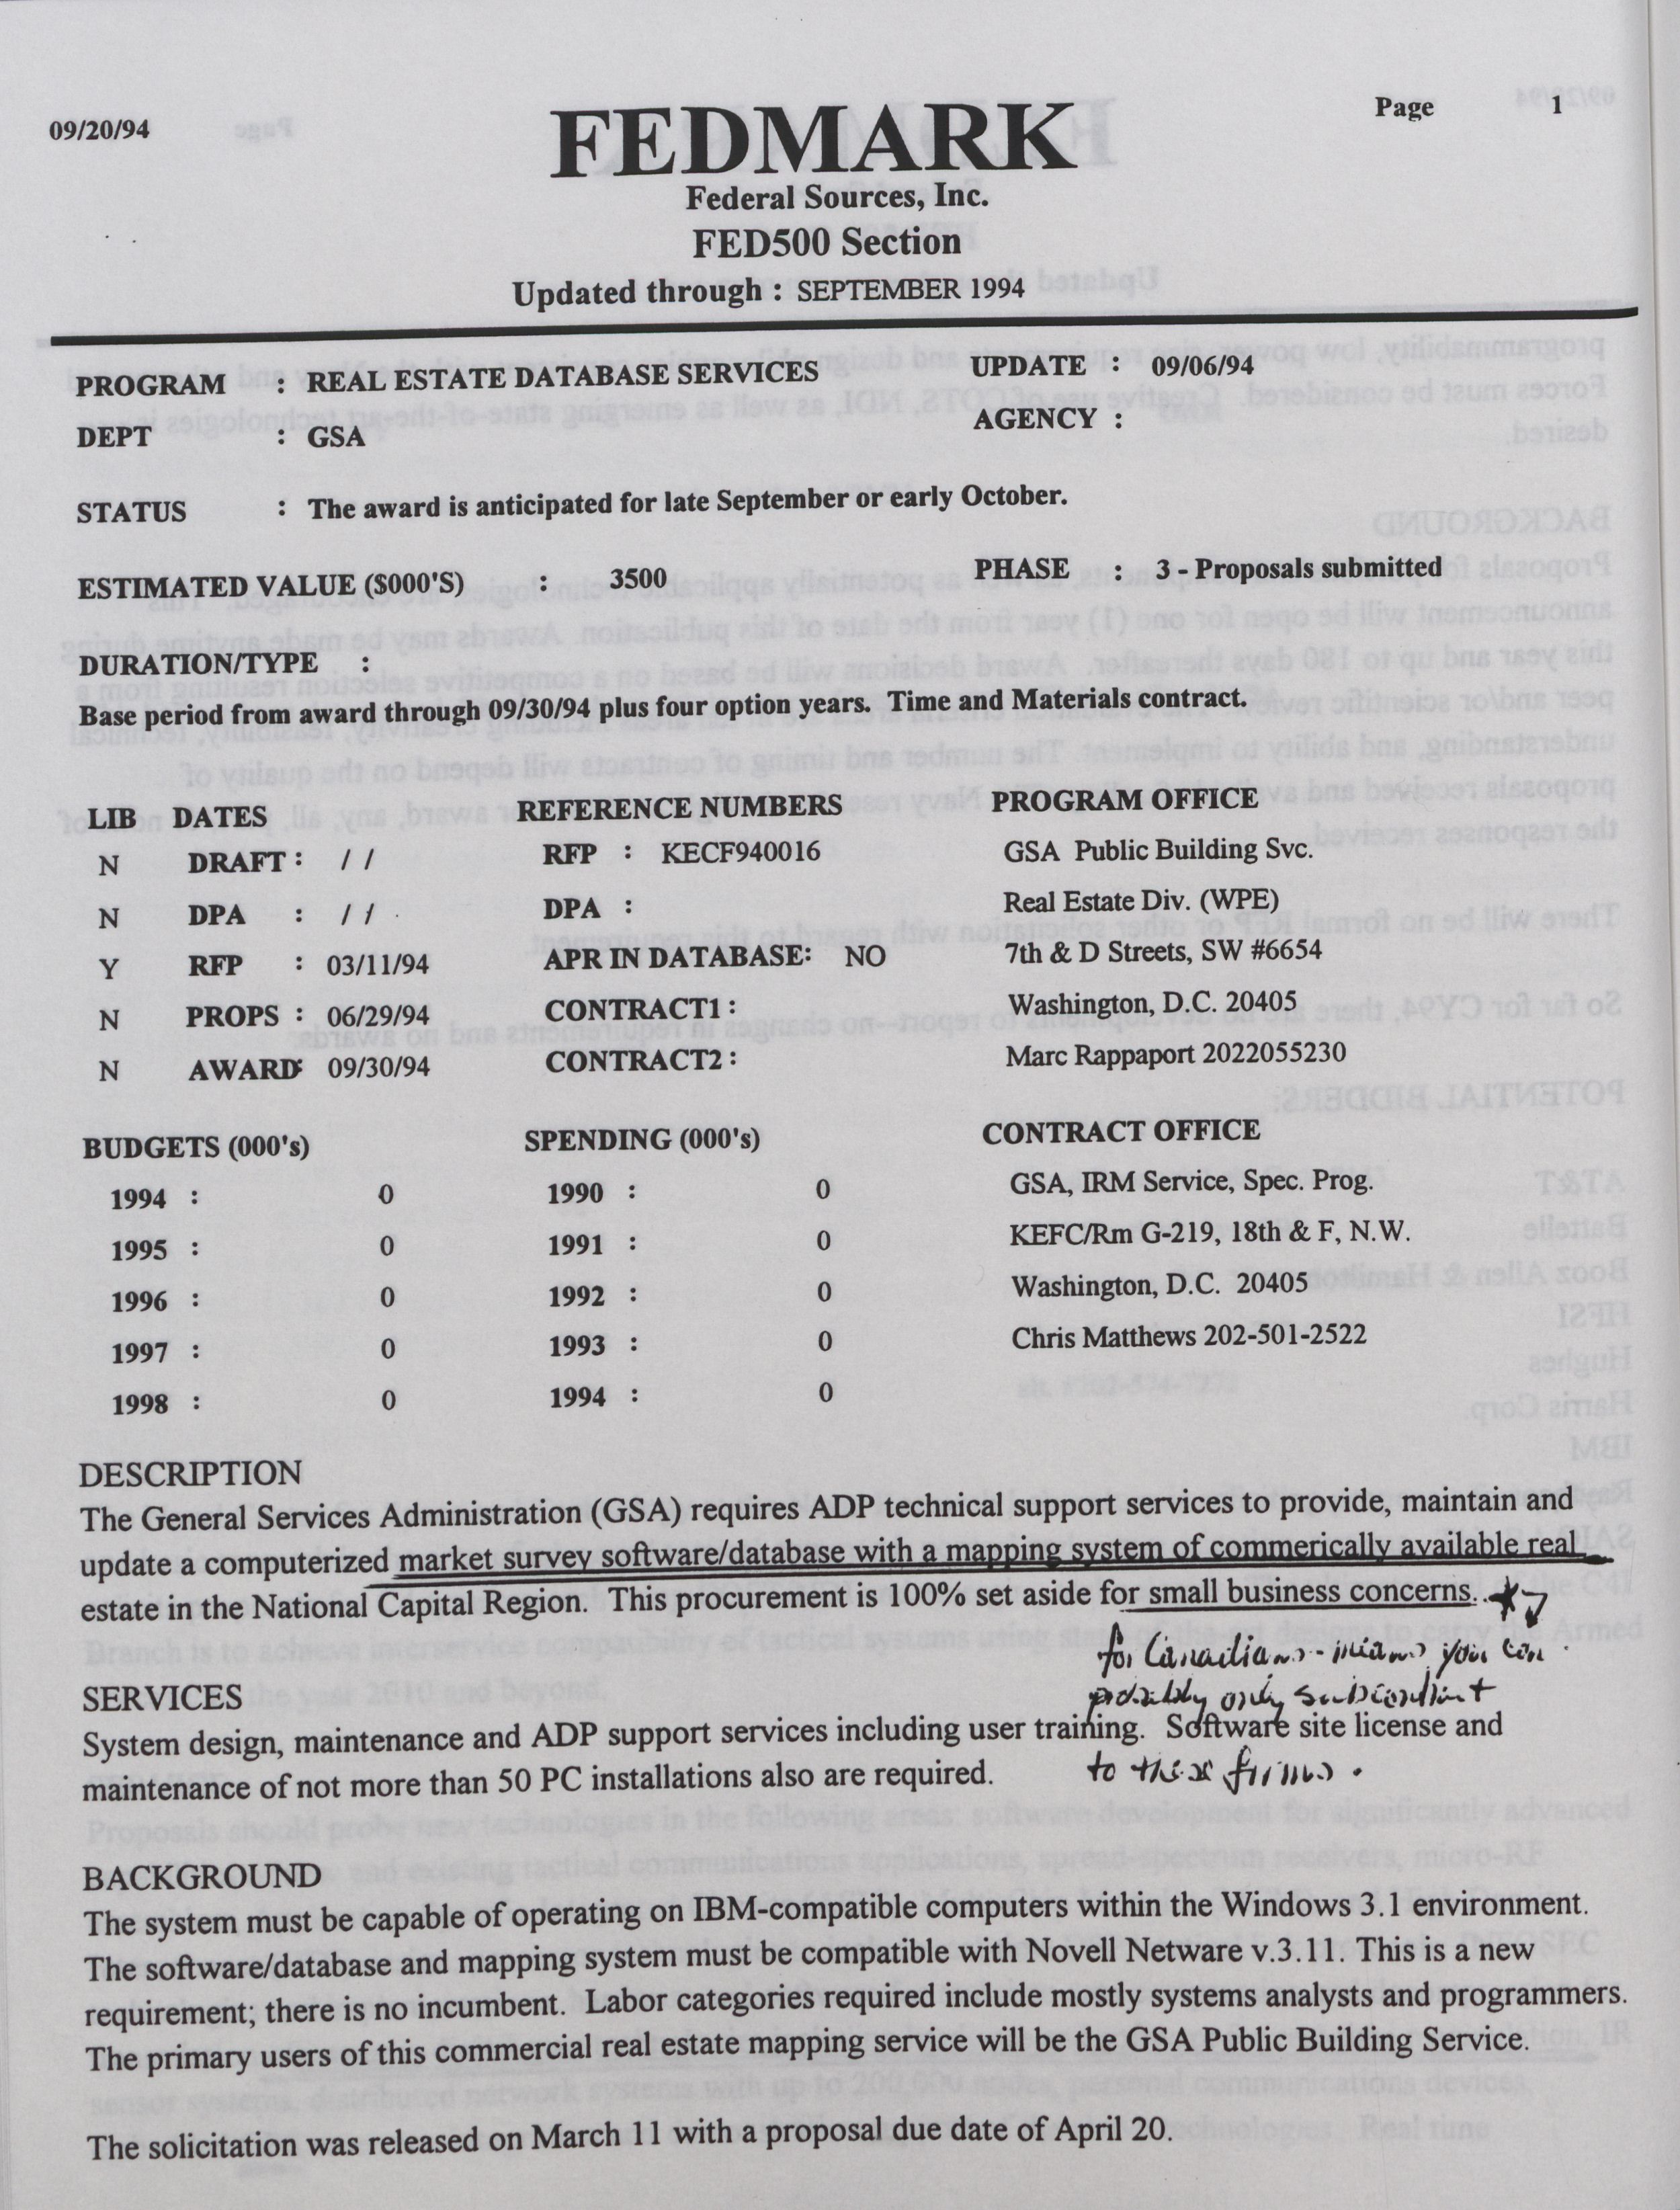 09/20/94
FEDMARK
Page 1
Federal Sources, Inc.
FED500 Section
Updated through : SEPTEMBER 1994
PROGRAM : REAL ESTATE DATABASE SERVICES
UPDATE : 09/06/94
DEPT : GSA
AGENCY :
STATUS : The award is anticipated for late September or early October.
ESTIMATED VALUE ($000'S) : 3500
PHASE : 3 - Proposals submitted
DURATION/TYPE :
Base period from award through 09/30/94 plus four option years. Time and Materials contract.
LIB DATES
N DRAFT : / /
N DPA : / /
Y RFP : 03/11/94
N PROPS : 06/29/94
N AWARD: 09/30/94
REFERENCE NUMBERS
RFP : KECF940016
DPA :
APR IN DATABASE: NO
CONTRACT1 :
CONTRACT2 :
PROGRAM OFFICE
GSA Public Building Svc.
Real Estate Div. (WPE)
7th & D Streets, SW #6654
Washington, D.C. 20405
Marc Rappaport 2022055230
BUDGETS (000's)
1994 : 0
1995 : 0
1996 : 0
1997 : 0
1998 : 0
SPENDING (000's)
1990 : 0
1991 : 0
1992 : 0
1993 : 0
1994 : 0
CONTRACT OFFICE
GSA, IRM Service, Spec. Prog.
KEFC/Rm G-219, 18th & F, N.W.
Washington, D.C. 20405
Chris Matthews 202-501-2522
DESCRIPTION
The General Services Administration (GSA) requires ADP technical support services to provide, maintain and
update a computerized market survey software/database with a mapping system of commerically available real
estate in the National Capital Region. This procurement is 100% set aside for small business concerns.
for Canadians - means you can
probably only subcontract
to these firms.
SERVICES
System design, maintenance and ADP support services including user training. Software site license and
maintenance of not more than 50 PC installations also are required.
BACKGROUND
The system must be capable of operating on IBM-compatible computers within the Windows 3.1 environment.
The software/database and mapping system must be compatible with Novell Netware v.3.11. This is a new
requirement; there is no incumbent. Labor categories required include mostly systems analysts and programmers.
The primary users of this commercial real estate mapping service will be the GSA Public Building Service.
The solicitation was released on March 11 with a proposal due date of April 20.